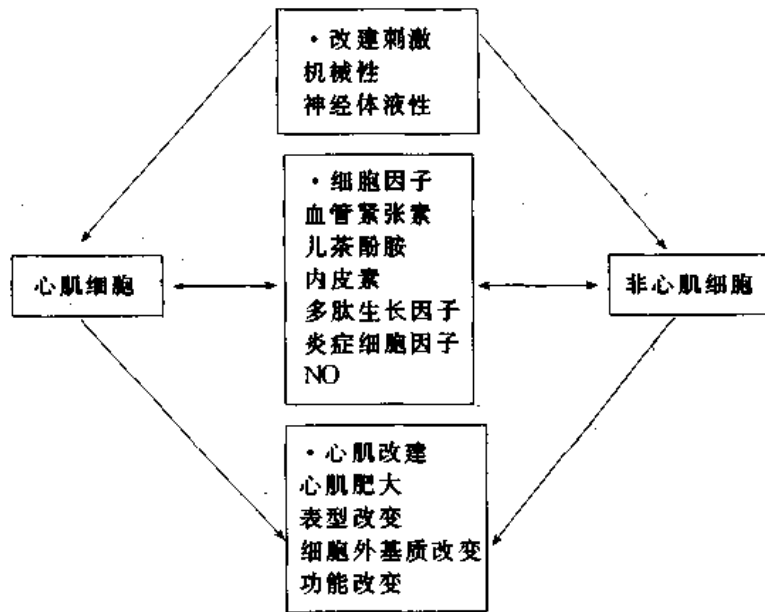 ·改建刺激
机械性
神经体液性
·细胞因子
血管紧张素
儿茶酚胺
内皮素
多肽生长因子
炎症细胞因子
NO
心肌细胞
非心肌细胞
·心肌改建
心肌肥大
表型改变
细胞外基质改变
功能改变